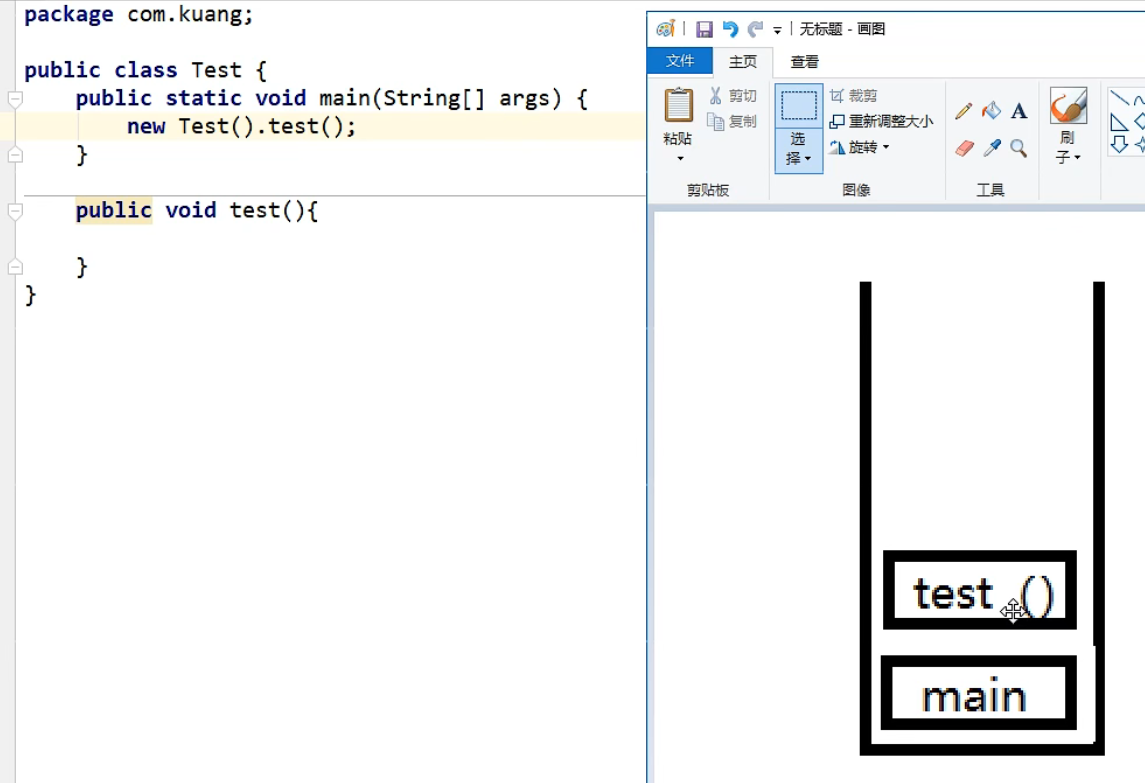 package com.kuang;
public class Test {
public static void main(String[] args) {
new Test().test();
}
public void test(){
}
}
无标题 - 画图
文件 主页 查看
粘贴
剪切
复制
剪贴板
选择
裁剪
重新调整大小
旋转
图像
A
工具
刷子
test ()
main